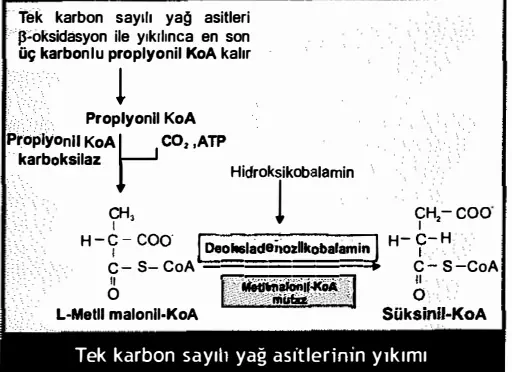 Tek karbon sayılı yağ asitleri
β-oksidasyon ile yıkılınca en son
üç karbonlu proplyonil KoA kalır
Proplyonil KoA
Proplyonil KoA
karboksilaz
CO₂ ,ATP
Hidroksikobalamin
CH₃
H – C – COO⁻
C – S – CoA
O
L-Metil malonil-KoA
Deoksiadenozilkobalamin
Metilmalonil-KoA
mutaz
CH₂ – COO⁻
H – C – H
C – S – CoA
O
Süksinil-KoA
Tek karbon sayılı yağ asitlerinin yıkımı